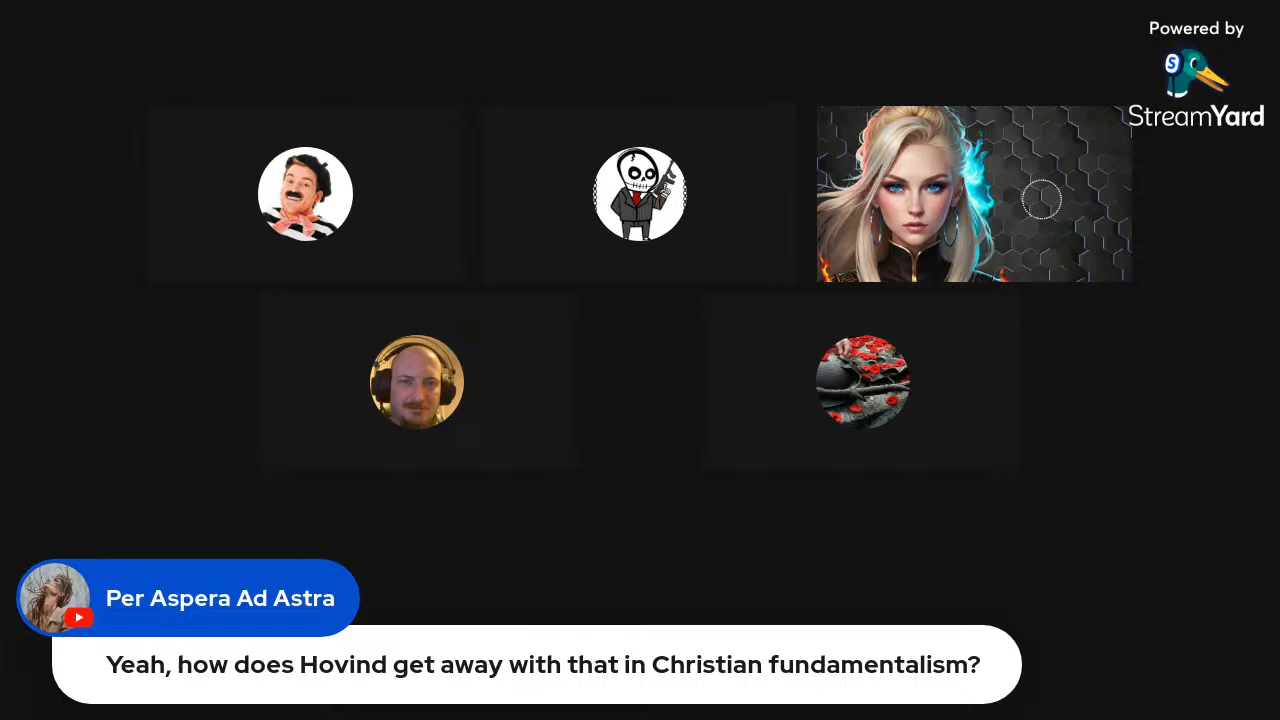 Powered by
S
StreamYard
Per Aspera Ad Astra
Yeah, how does Hovind get away with that in Christian fundamentalism?